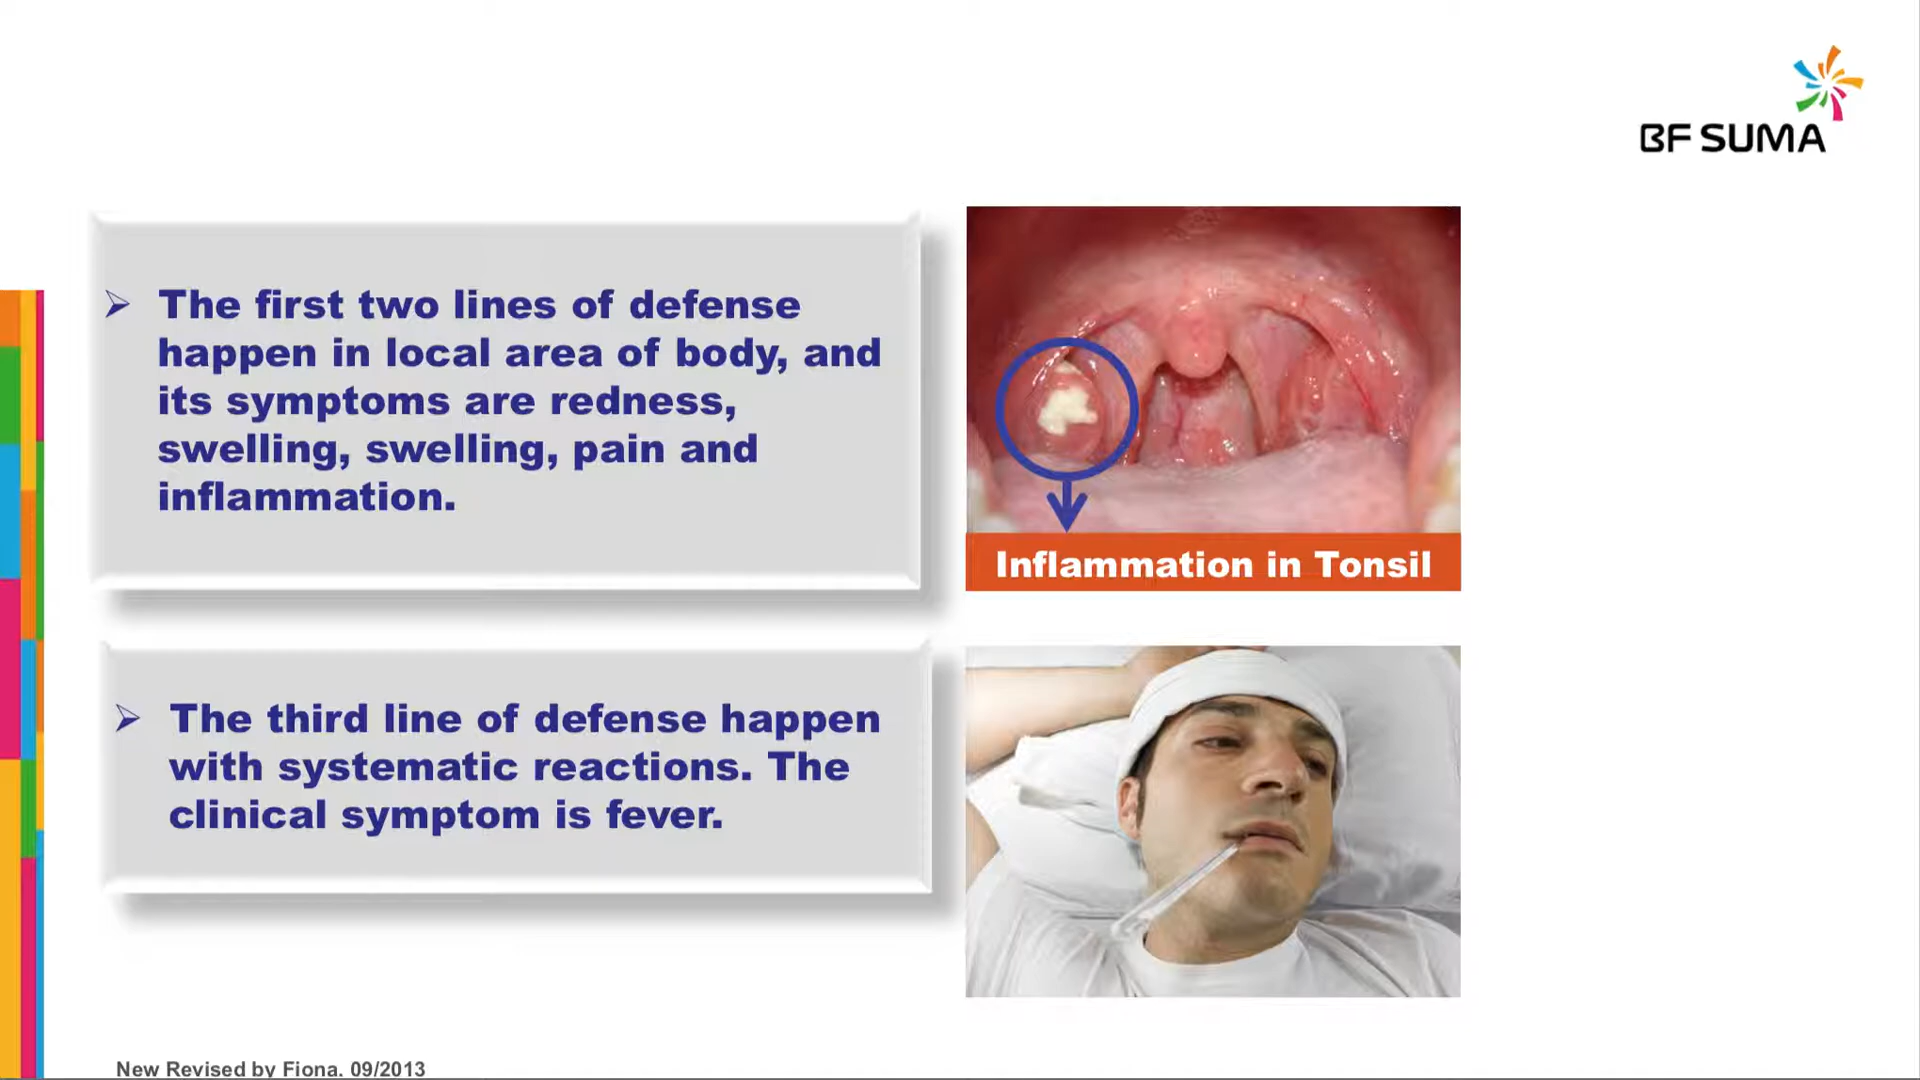 BF SUMA
The first two lines of defense
happen in local area of body, and
its symptoms are redness,
swelling, swelling, pain and
inflammation.
Inflammation in Tonsil
The third line of defense happen
with systematic reactions. The
clinical symptom is fever.
New Revised by Fiona. 09/2013